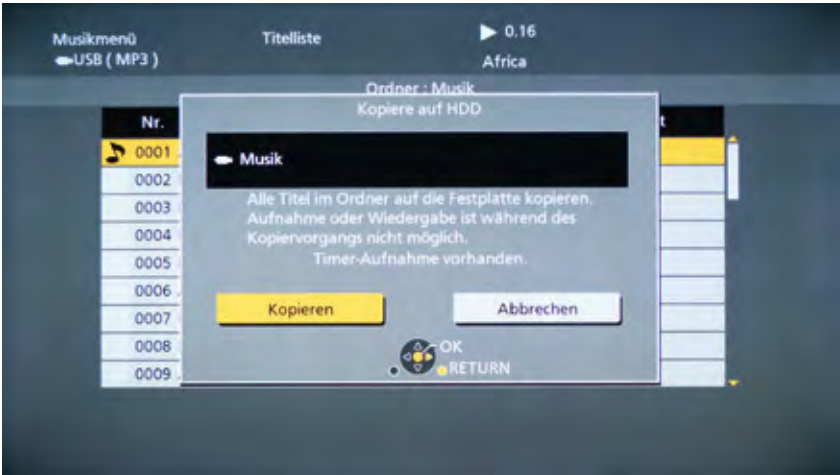 Musikmenü
USB ( MP3 )
Titelliste
0.16
Africa
Ordner : Musik
Kopiere auf HDD
Nr.
t
Musik
Alle Titel im Ordner auf die Festplatte kopieren.
Aufnahme oder Wiedergabe ist während des
Kopiervorgangs nicht möglich.
Timer-Aufnahme vorhanden.
Kopieren
Abbrechen
OK
RETURN
0001
0002
0003
0004
0005
0006
0007
0008
0009